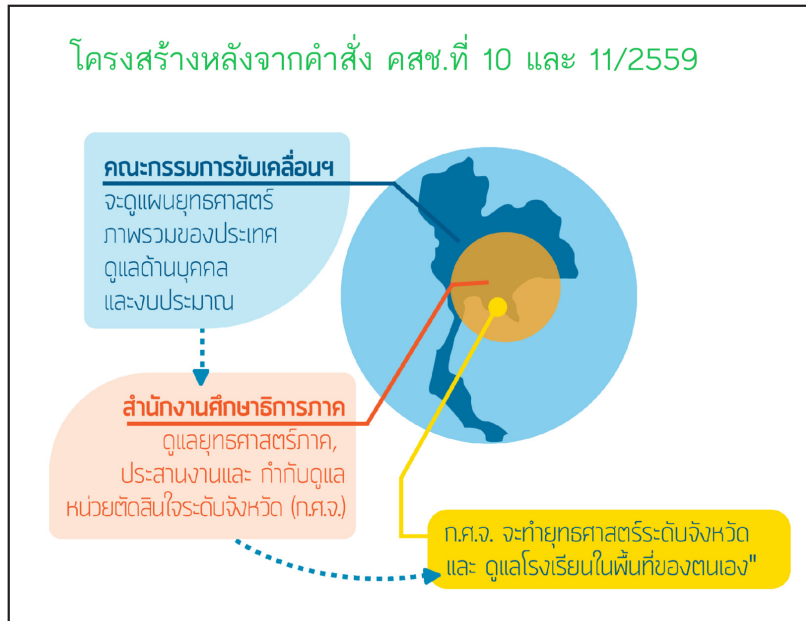 โครงสร้างหลังจากคำสั่ง คสช.ที่ 10 และ 11/2559
คณะกรรมการขับเคลื่อนฯ
จะดูแผนยุทธศาสตร์
ภาพรวมของประเทศ
ดูแลด้านบุคคล
และงบประมาณ
สำนักงานศึกษาธิการภาค
ดูแลยุทธศาสตร์ภาค,
ประสานงานและ กำกับดูแล
หน่วยตัดสินใจระดับจังหวัด (ก.ศ.จ.)
ก.ศ.จ. จะทำยุทธศาสตร์ระดับจังหวัด
และ ดูแลโรงเรียนในพื้นที่ของตนเอง"